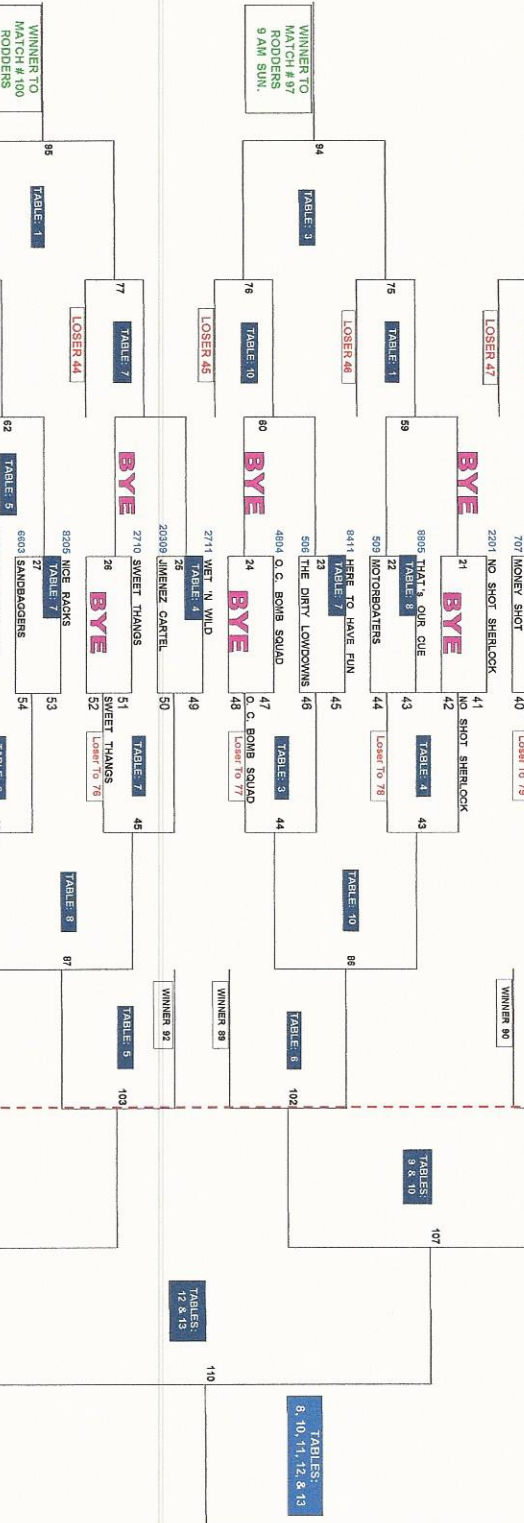 WINNER 90
707 MONEY SHOT
40
LOSER 47
2201 NO SHOT SHERLOCK
41
BYE
21
NO SHOT SHERLOCK
BYE
42
107
8805 THAT'S OUR CUE
43
43
TABLES:
9 & 10
59
TABLE: 8
TABLE: 4
75
TABLE: 1
22
509 MOTORBOATERS
44
Loser To 78
8411 HERE TO HAVE FUN
45
86
LOSER 46
TABLE: 7
TABLE: 10
94
23
506 THE DIRTY LOWDOWNS
46
WINNER TO
MATCH # 97
RODDERS
9 AM SUN.
TABLE: 3
TABLES:
8, 10, 11, 12, & 13
4804 O. C. BOMB SQUAD
47
44
TABLE: 3
TABLE: 6
102
60
BYE
24
O. C. BOMB SQUAD
76
TABLE: 10
BYE
48
Loser To 77
WINNER 89
110
2711 WET 'N WILD
49
LOSER 45
TABLE: 4
25
20309 JIMENEZ CARTEL
50
WINNER 92
TABLES:
12 & 13
2710 SWEET THANGS
51
45
TABLE: 7
TABLE: 5
103
BYE
77
TABLE: 7
26
SWEET THANGS
BYE
52
Loser To 76
LOSER 44
8205 NICE RACKS
53
87
TABLE: 8
95
TABLE: 7
27
6603 SANDBAGGERS
54
TABLE: 1
62
TABLE: 5
WINNER TO
MATCH # 100
RODDERS